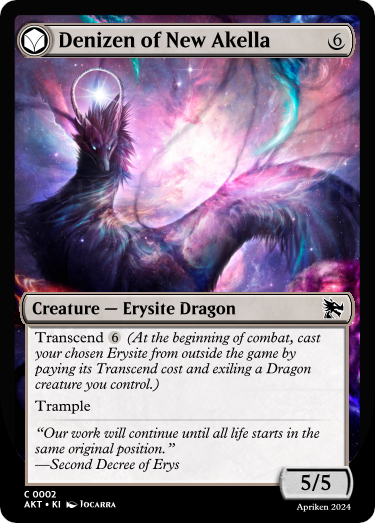 Denizen of New Akella 6
Creature — Erysite Dragon
Transcend 6 (At the beginning of combat, cast
your chosen Erysite from outside the game by
paying its Transcend cost and exiling a Dragon
creature you control.)
Trample
“Our work will continue until all life starts in the
same original position.”
—Second Decree of Erys
5/5
C 0002
AKT • KI Jocarra
Apriken 2024